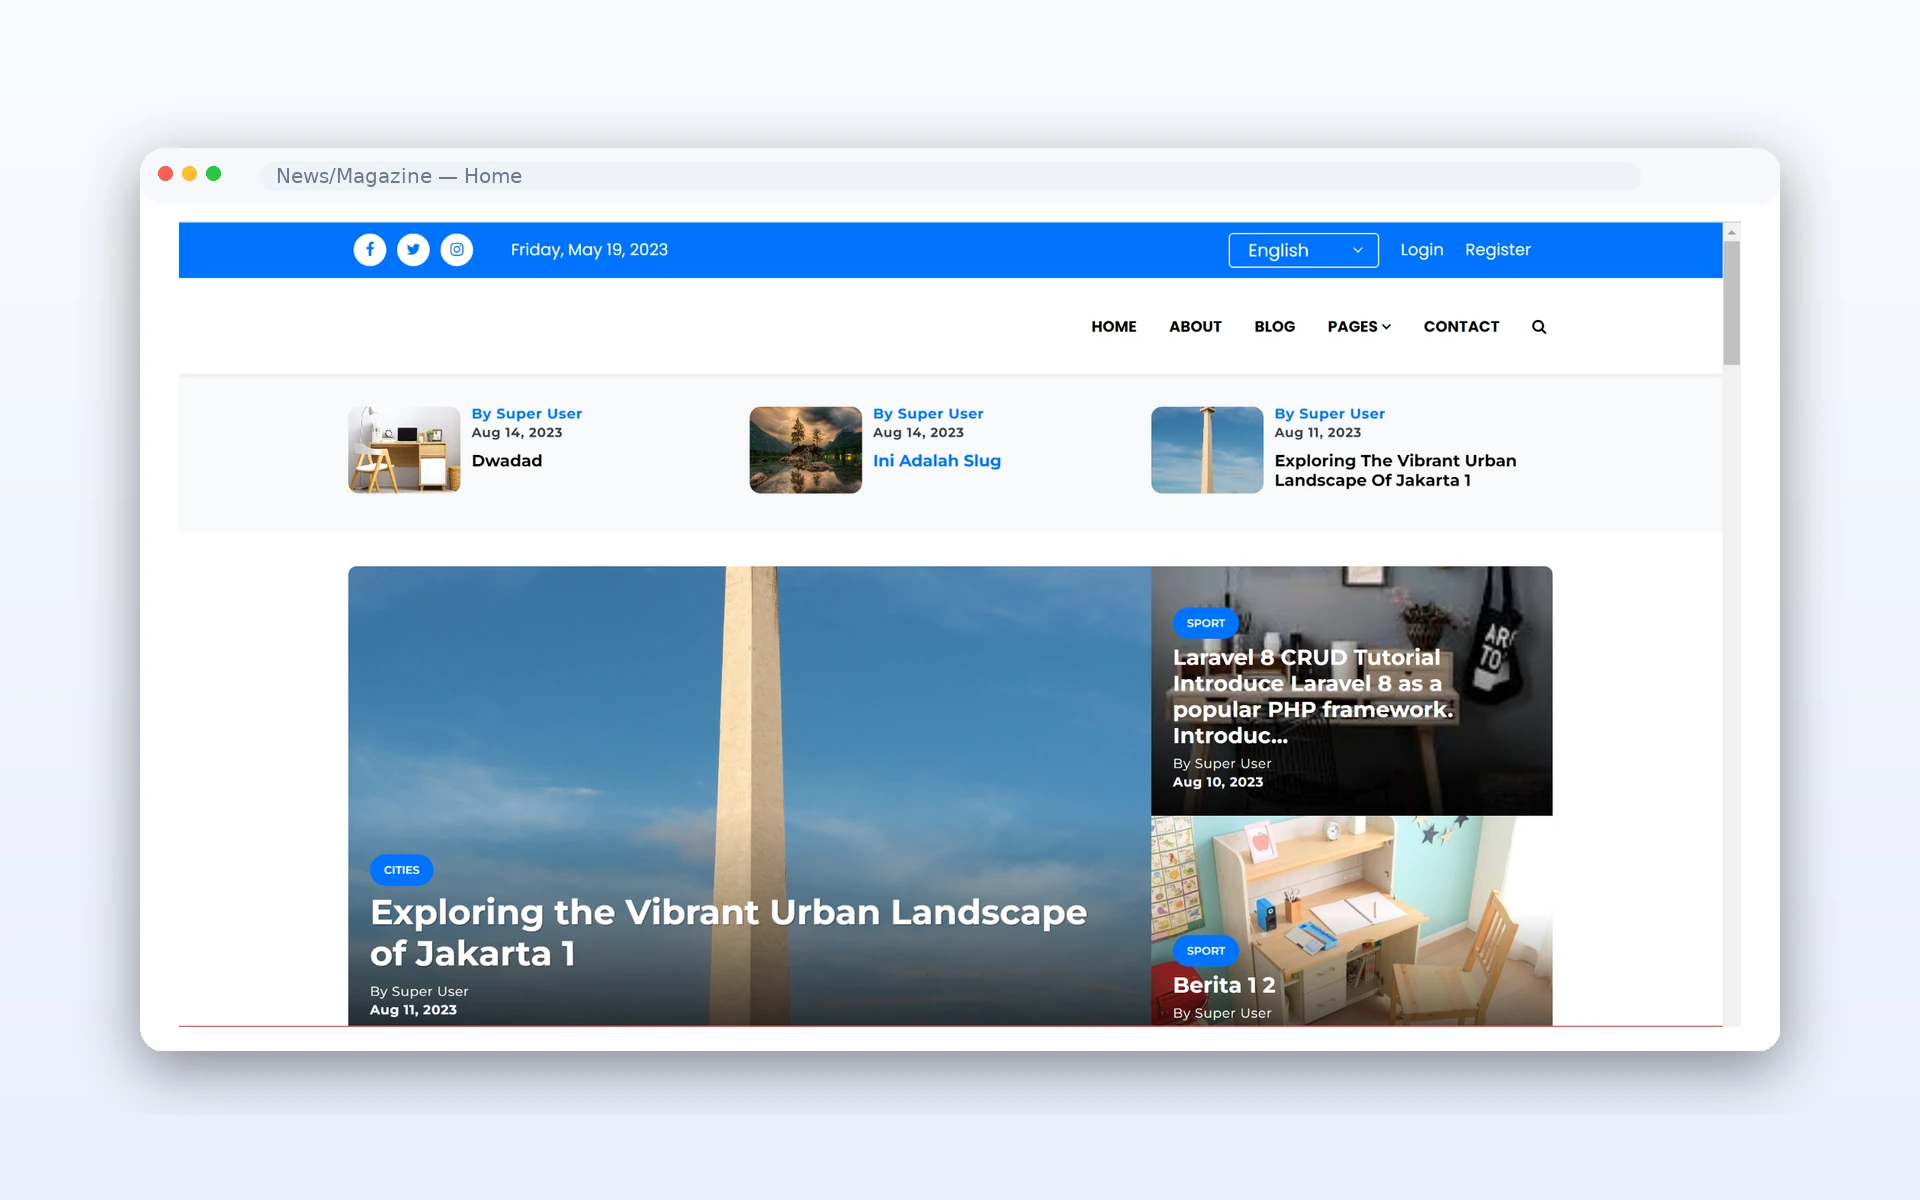 News/Magazine — Home
Friday, May 19, 2023
English
Login
Register
HOME
ABOUT
BLOG
PAGES
CONTACT
By Super User
Aug 14, 2023
Dwadad
By Super User
Aug 14, 2023
Ini Adalah Slug
By Super User
Aug 11, 2023
Exploring The Vibrant Urban
Landscape Of Jakarta 1
CITIES
Exploring the Vibrant Urban Landscape
of Jakarta 1
By Super User
Aug 11, 2023
SPORT
Laravel 8 CRUD Tutorial
Introduce Laravel 8 as a
popular PHP framework.
Introduc...
By Super User
Aug 10, 2023
SPORT
Berita 1 2
By Super User